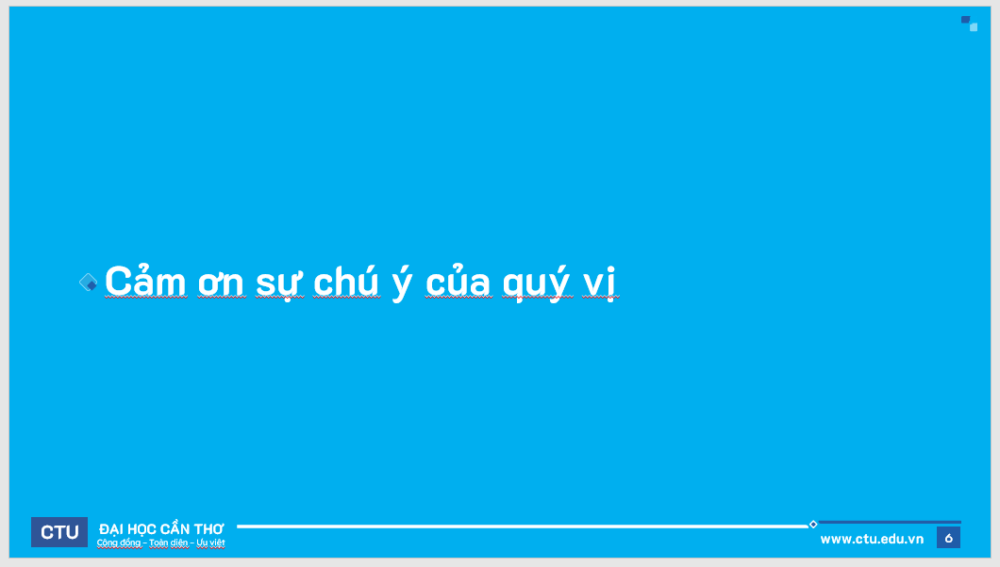 Cảm ơn sự chú ý của quý vị
CTU
ĐẠI HỌC CẦN THƠ
Cộng đồng - Toàn diện - Ưu việt
www.ctu.edu.vn
6